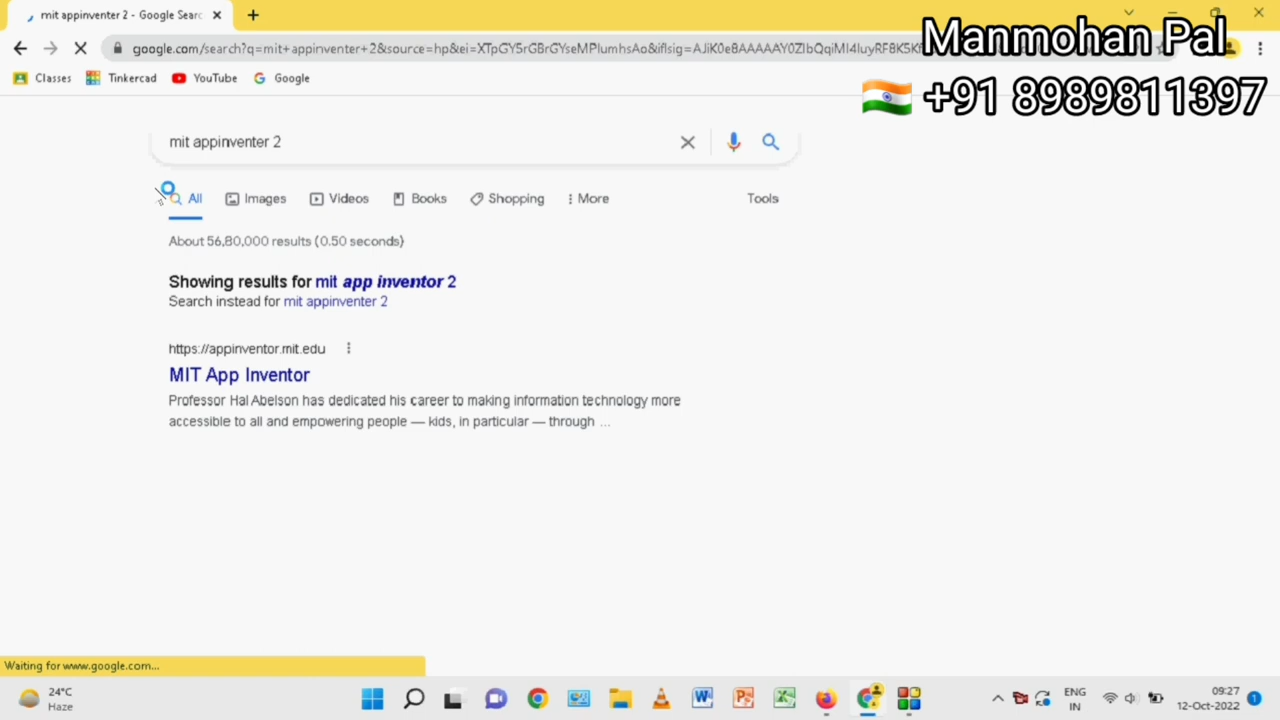 mit appinventer 2 - Google Searc
Manmohan Pal
google.com/search?q=mit+appinventer+2&source=hp&ei=XTpGY5rGBrGYseMPlumhsAo&iflsig=
+91 8989811397
Classes Tinkercad YouTube Google
mit appinventer 2
All Images Videos Books Shopping More Tools
About 56,80,000 results (0.50 seconds)
Showing results for mit app inventor 2
Search instead for mit appinventer 2
https://appinventor.mit.edu
MIT App Inventor
Professor Hal Abelson has dedicated his career to making information technology more
accessible to all and empowering people — kids, in particular — through ...
Waiting for www.google.com...
24°C
Haze
ENG
IN
09:27
12-Oct-2022
1